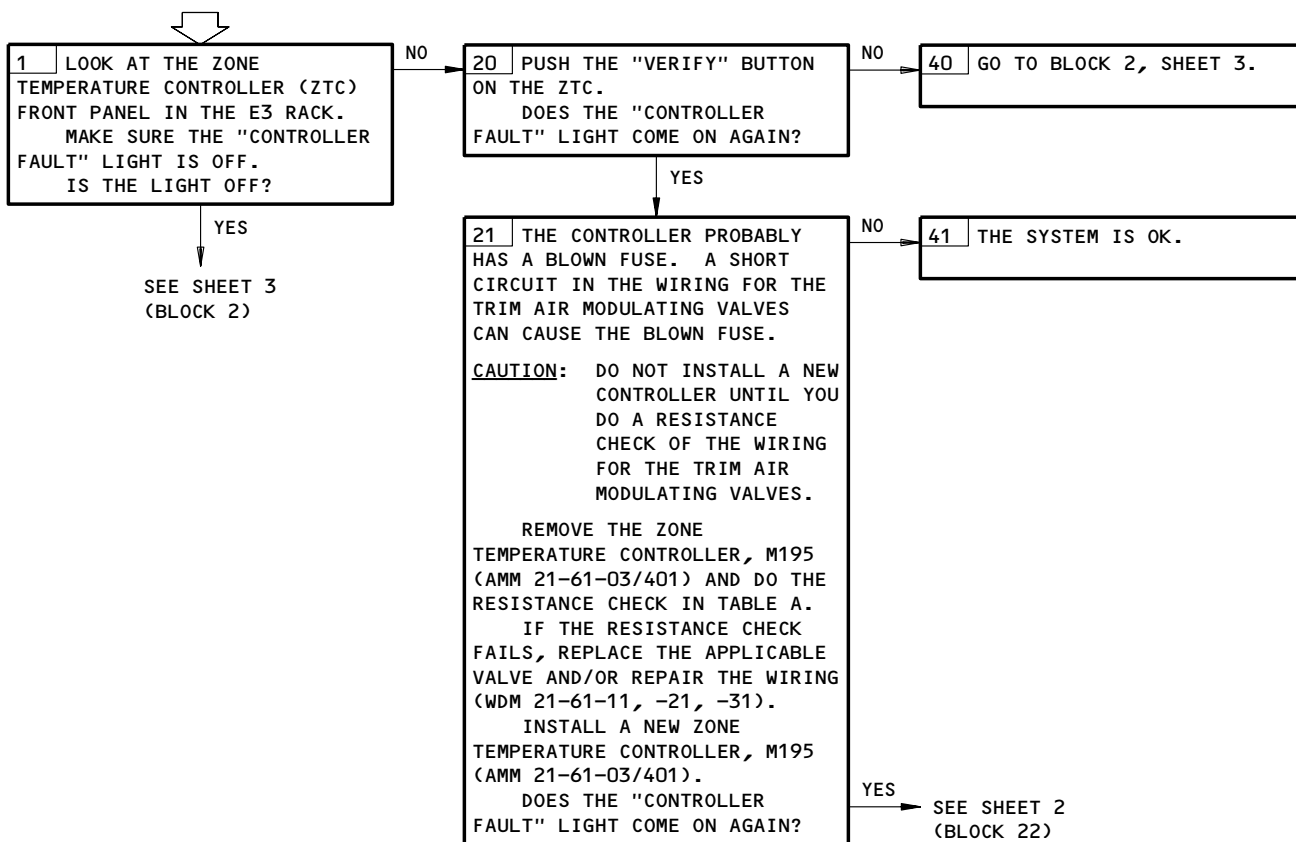 1 LOOK AT THE ZONE
TEMPERATURE CONTROLLER (ZTC)
FRONT PANEL IN THE E3 RACK.
MAKE SURE THE "CONTROLLER
FAULT" LIGHT IS OFF.
IS THE LIGHT OFF?
NO
YES
SEE SHEET 3
(BLOCK 2)
20 PUSH THE "VERIFY" BUTTON
ON THE ZTC.
DOES THE "CONTROLLER
FAULT" LIGHT COME ON AGAIN?
NO
YES
40 GO TO BLOCK 2, SHEET 3.
21 THE CONTROLLER PROBABLY
HAS A BLOWN FUSE. A SHORT
CIRCUIT IN THE WIRING FOR THE
TRIM AIR MODULATING VALVES
CAN CAUSE THE BLOWN FUSE.
CAUTION: DO NOT INSTALL A NEW
CONTROLLER UNTIL YOU
DO A RESISTANCE
CHECK OF THE WIRING
FOR THE TRIM AIR
MODULATING VALVES.
REMOVE THE ZONE
TEMPERATURE CONTROLLER, M195
(AMM 21-61-03/401) AND DO THE
RESISTANCE CHECK IN TABLE A.
IF THE RESISTANCE CHECK
FAILS, REPLACE THE APPLICABLE
VALVE AND/OR REPAIR THE WIRING
(WDM 21-61-11, -21, -31).
INSTALL A NEW ZONE
TEMPERATURE CONTROLLER, M195
(AMM 21-61-03/401).
DOES THE "CONTROLLER
FAULT" LIGHT COME ON AGAIN?
NO
41 THE SYSTEM IS OK.
YES
SEE SHEET 2
(BLOCK 22)